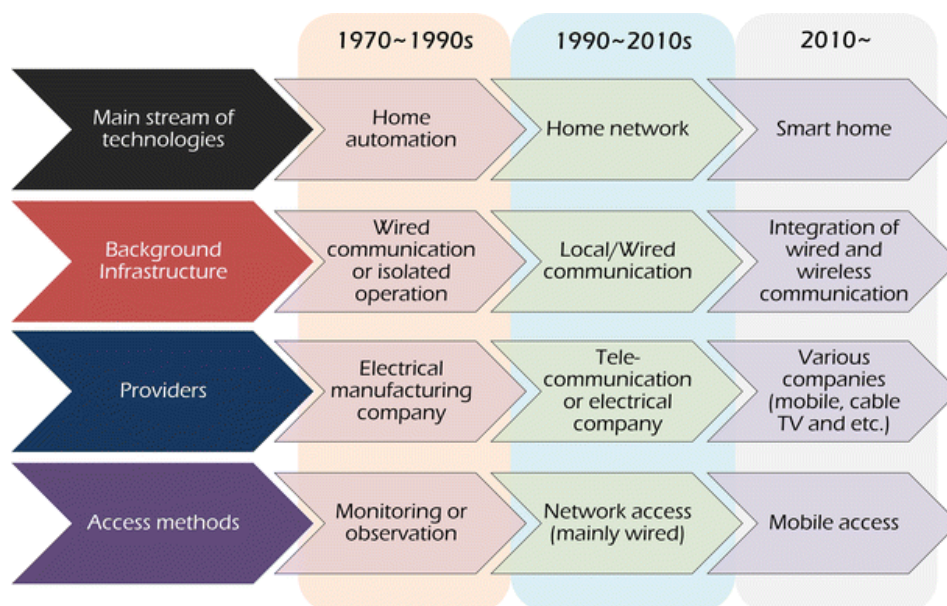 1970~1990s
1990~2010s
2010~
Main stream of
technologies
Home
automation
Home network
Smart home
Background
Infrastructure
Wired
communication
or isolated
operation
Local/Wired
communication
Integration of
wired and
wireless
communication
Providers
Electrical
manufacturing
company
Tele-
communication
or electrical
company
Various
companies
(mobile, cable
TV and etc.)
Access methods
Monitoring or
observation
Network access
(mainly wired)
Mobile access